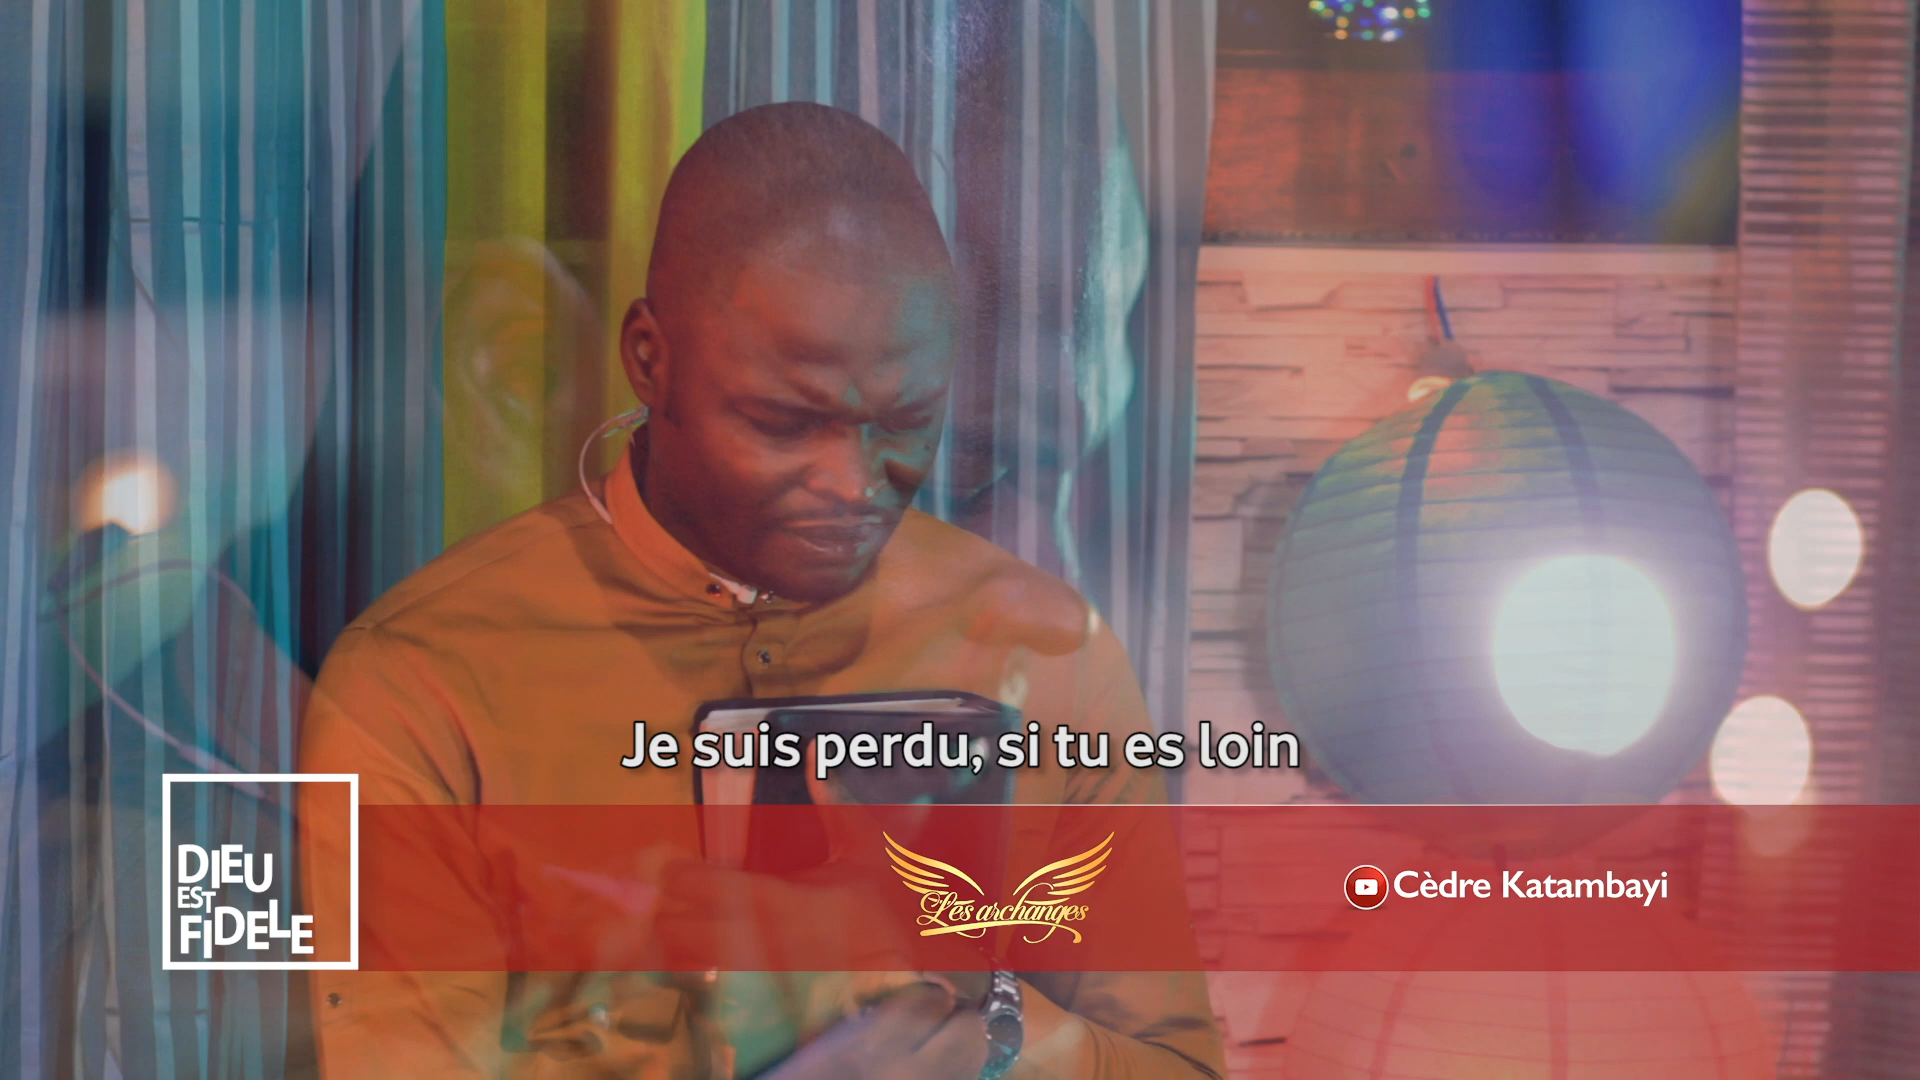 Je suis perdu, si tu es loin
DIEU
EST
FIDELE
Les archanges
Cèdre Katambayi